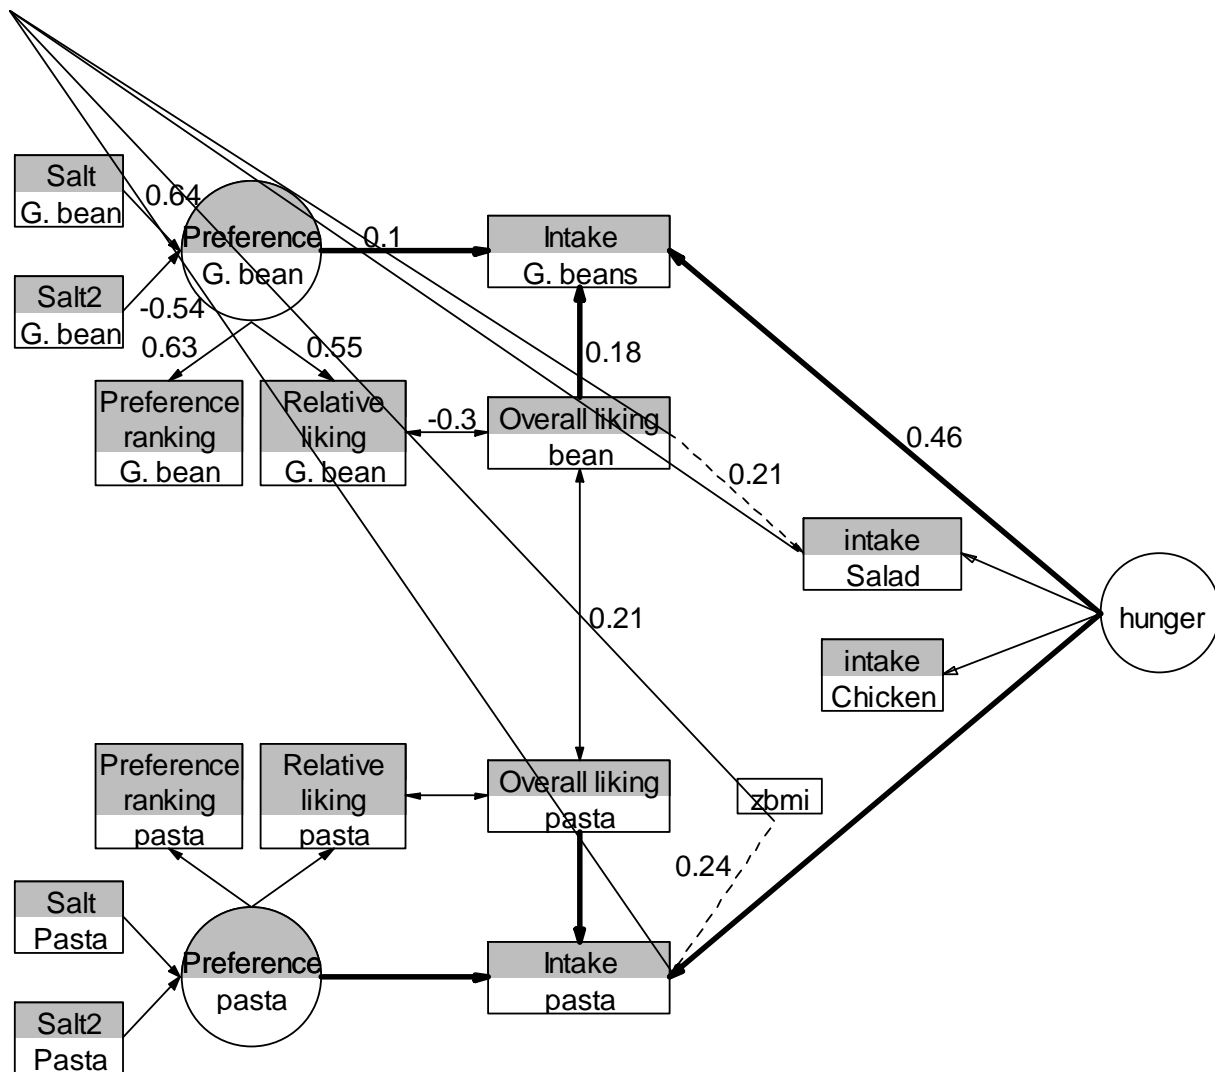 Salt
G. bean
0.64
Preference
G. bean
0.1
Intake
G. beans
Salt2
G. bean
-0.54
0.63
0.55
0.18
Preference
ranking
G. bean
Relative
liking
G. bean
-0.3
Overall liking
bean
0.46
0.21
intake
Salad
0.21
hunger
intake
Chicken
Preference
ranking
pasta
Relative
liking
pasta
Overall liking
pasta
zbmi
0.24
Salt
Pasta
Preference
pasta
Intake
pasta
Salt2
Pasta